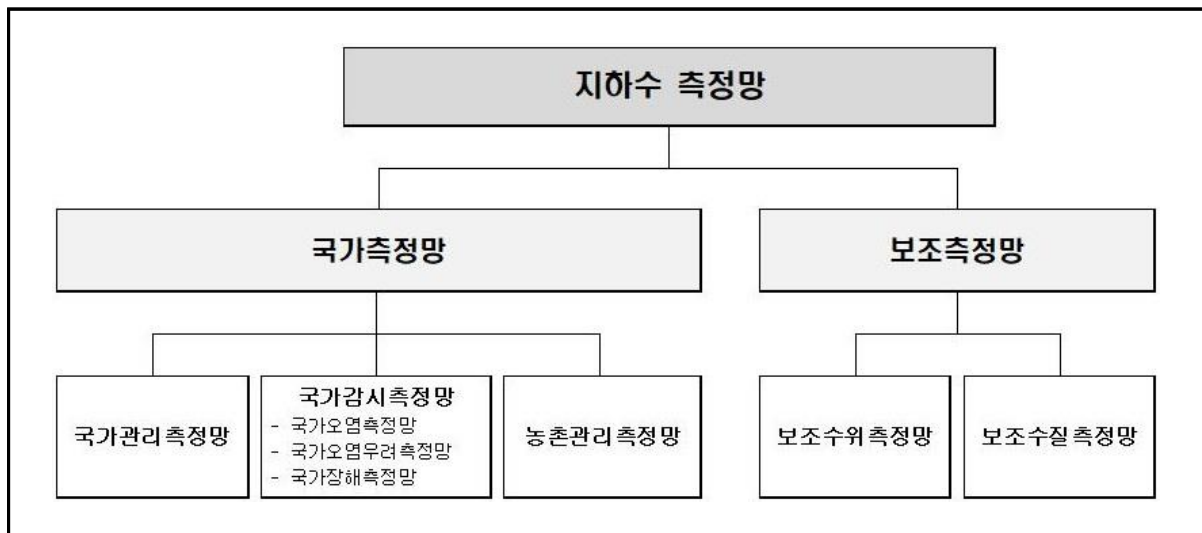 지하수 측정망
국가측정망
보조측정망
국가관리측정망
국가감시측정망
- 국가오염측정망
- 국가오염우려측정망
- 국가장해측정망
농촌관리측정망
보조수위측정망
보조수질측정망